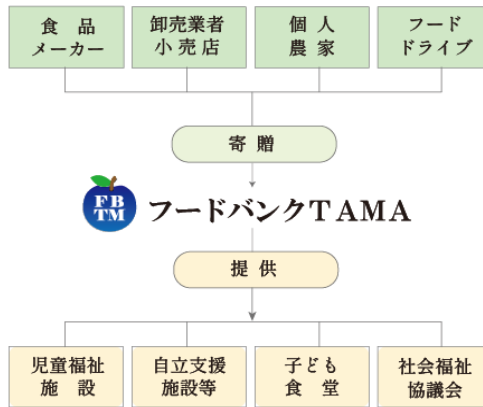 食品
メーカー
卸売業者
小売店
個人
農家
フード
ドライブ
寄贈
FB
TM
フードバンクTAMA
提供
児童福祉
施設
自立支援
施設等
子ども
食堂
社会福祉
協議会